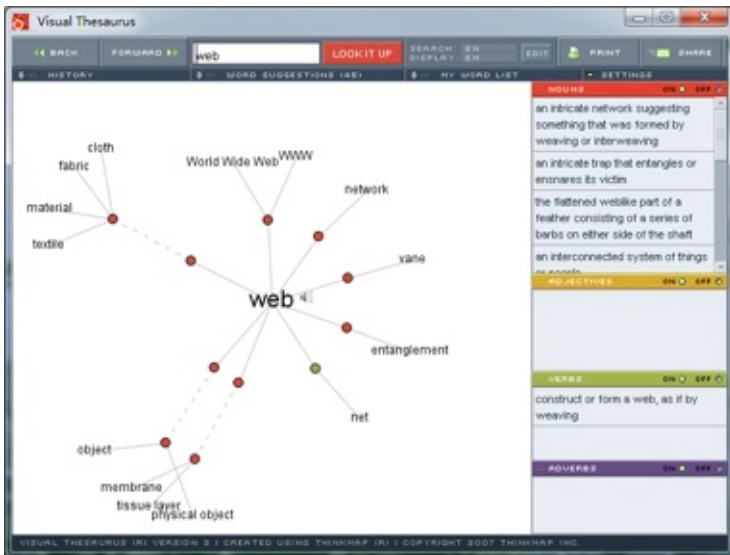 Visual Thesaurus
BACK
FORWARD
web
LOOK IT UP
SEARCH: EN
DISPLAY: EN
EDIT
PRINT
SHARE
HISTORY
WORD SUGGESTIONS (45)
MY WORD LIST
SETTINGS
cloth
fabric
material
textile
World Wide Web
WWW
network
vane
web
entanglement
net
object
membrane
tissue layer
physical object
NOUNS ON OFF
an intricate network suggesting
something that was formed by
weaving or interweaving
an intricate trap that entangles or
ensnares its victim
the flattened weblike part of a
feather consisting of a series of
barbs on either side of the shaft
an interconnected system of things
or people
ADJECTIVES ON OFF
VERBS ON OFF
construct or form a web, as if by
weaving
ADVERBS ON OFF
VISUAL THESAURUS (R) VERSION 3 | CREATED USING THINKMAP (R) | COPYRIGHT 2007 THINKMAP INC.